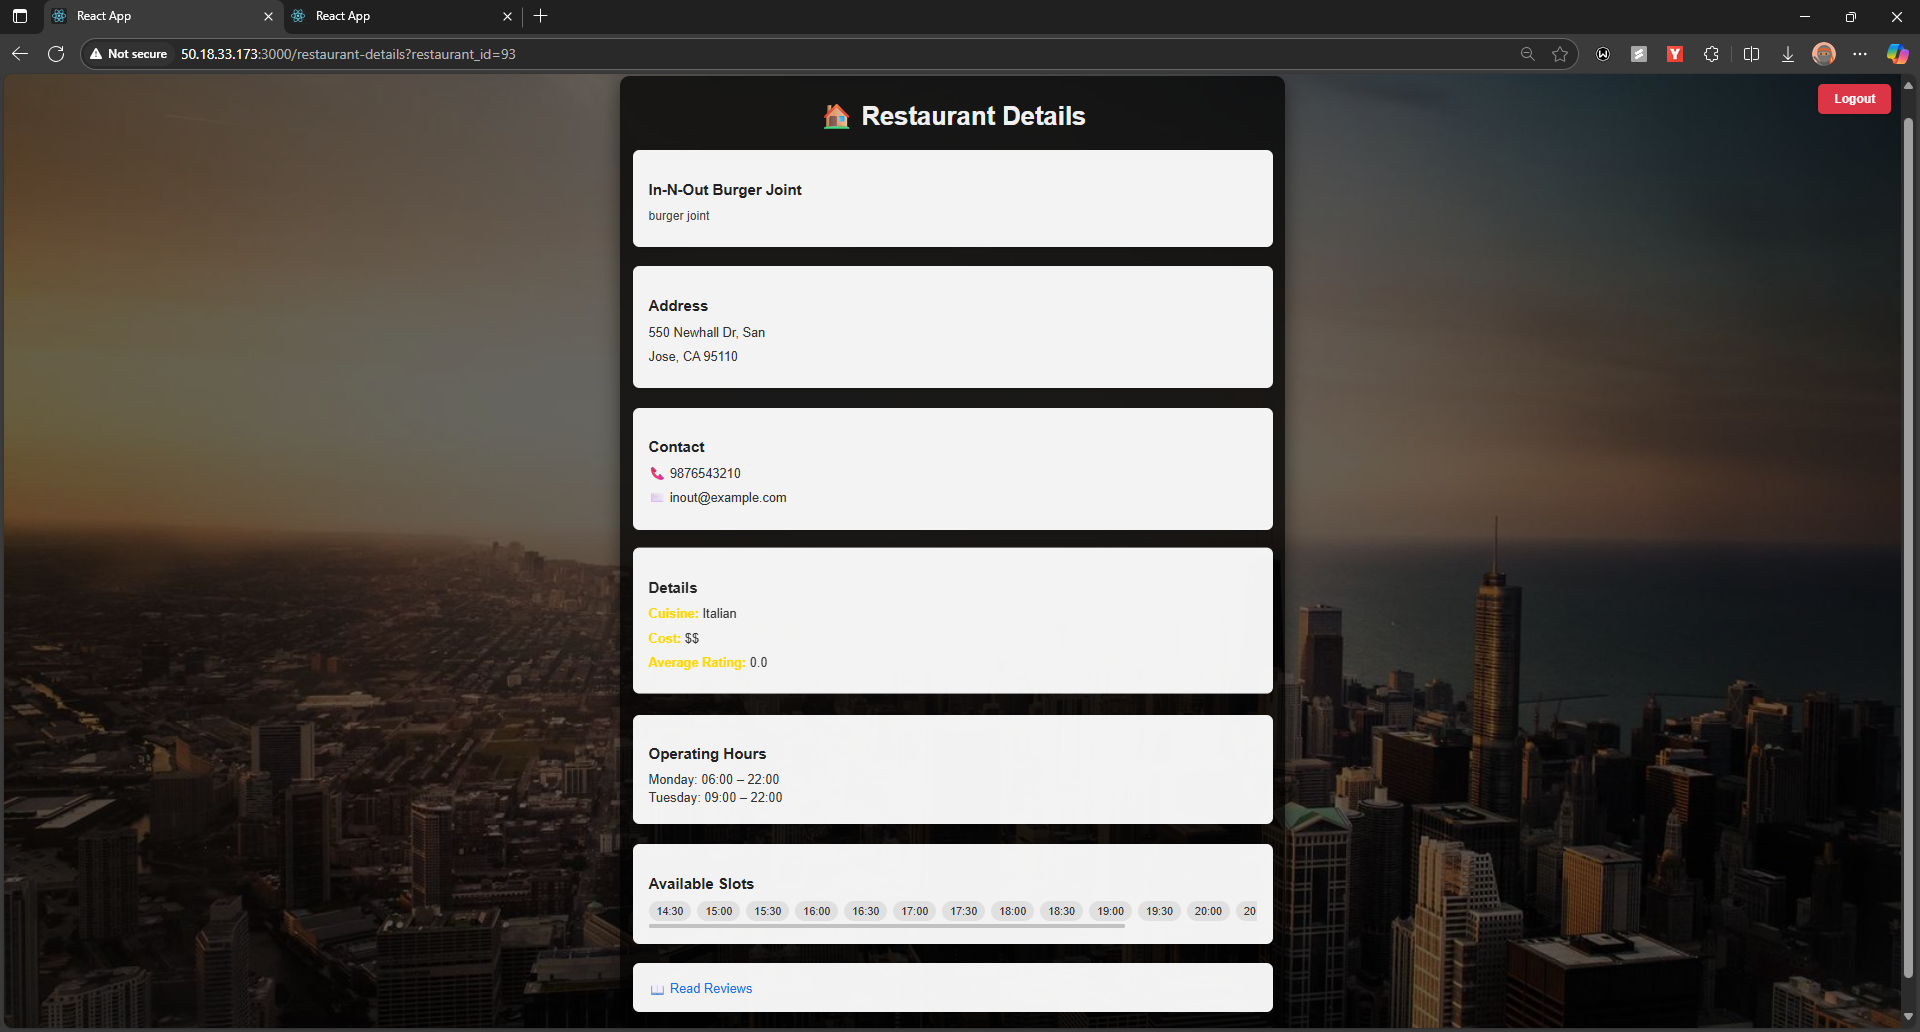 React App
React App
Not secure
50.18.33.173:3000/restaurant-details?restaurant_id=93
Logout
Restaurant Details
In-N-Out Burger Joint
burger joint
Address
550 Newhall Dr, San
Jose, CA 95110
Contact
9876543210
inout@example.com
Details
Cuisine: Italian
Cost: $$
Average Rating: 0.0
Operating Hours
Monday: 06:00 – 22:00
Tuesday: 09:00 – 22:00
Available Slots
14:30 15:00 15:30 16:00 16:30 17:00 17:30 18:00 18:30 19:00 19:30 20:00 20
Read Reviews